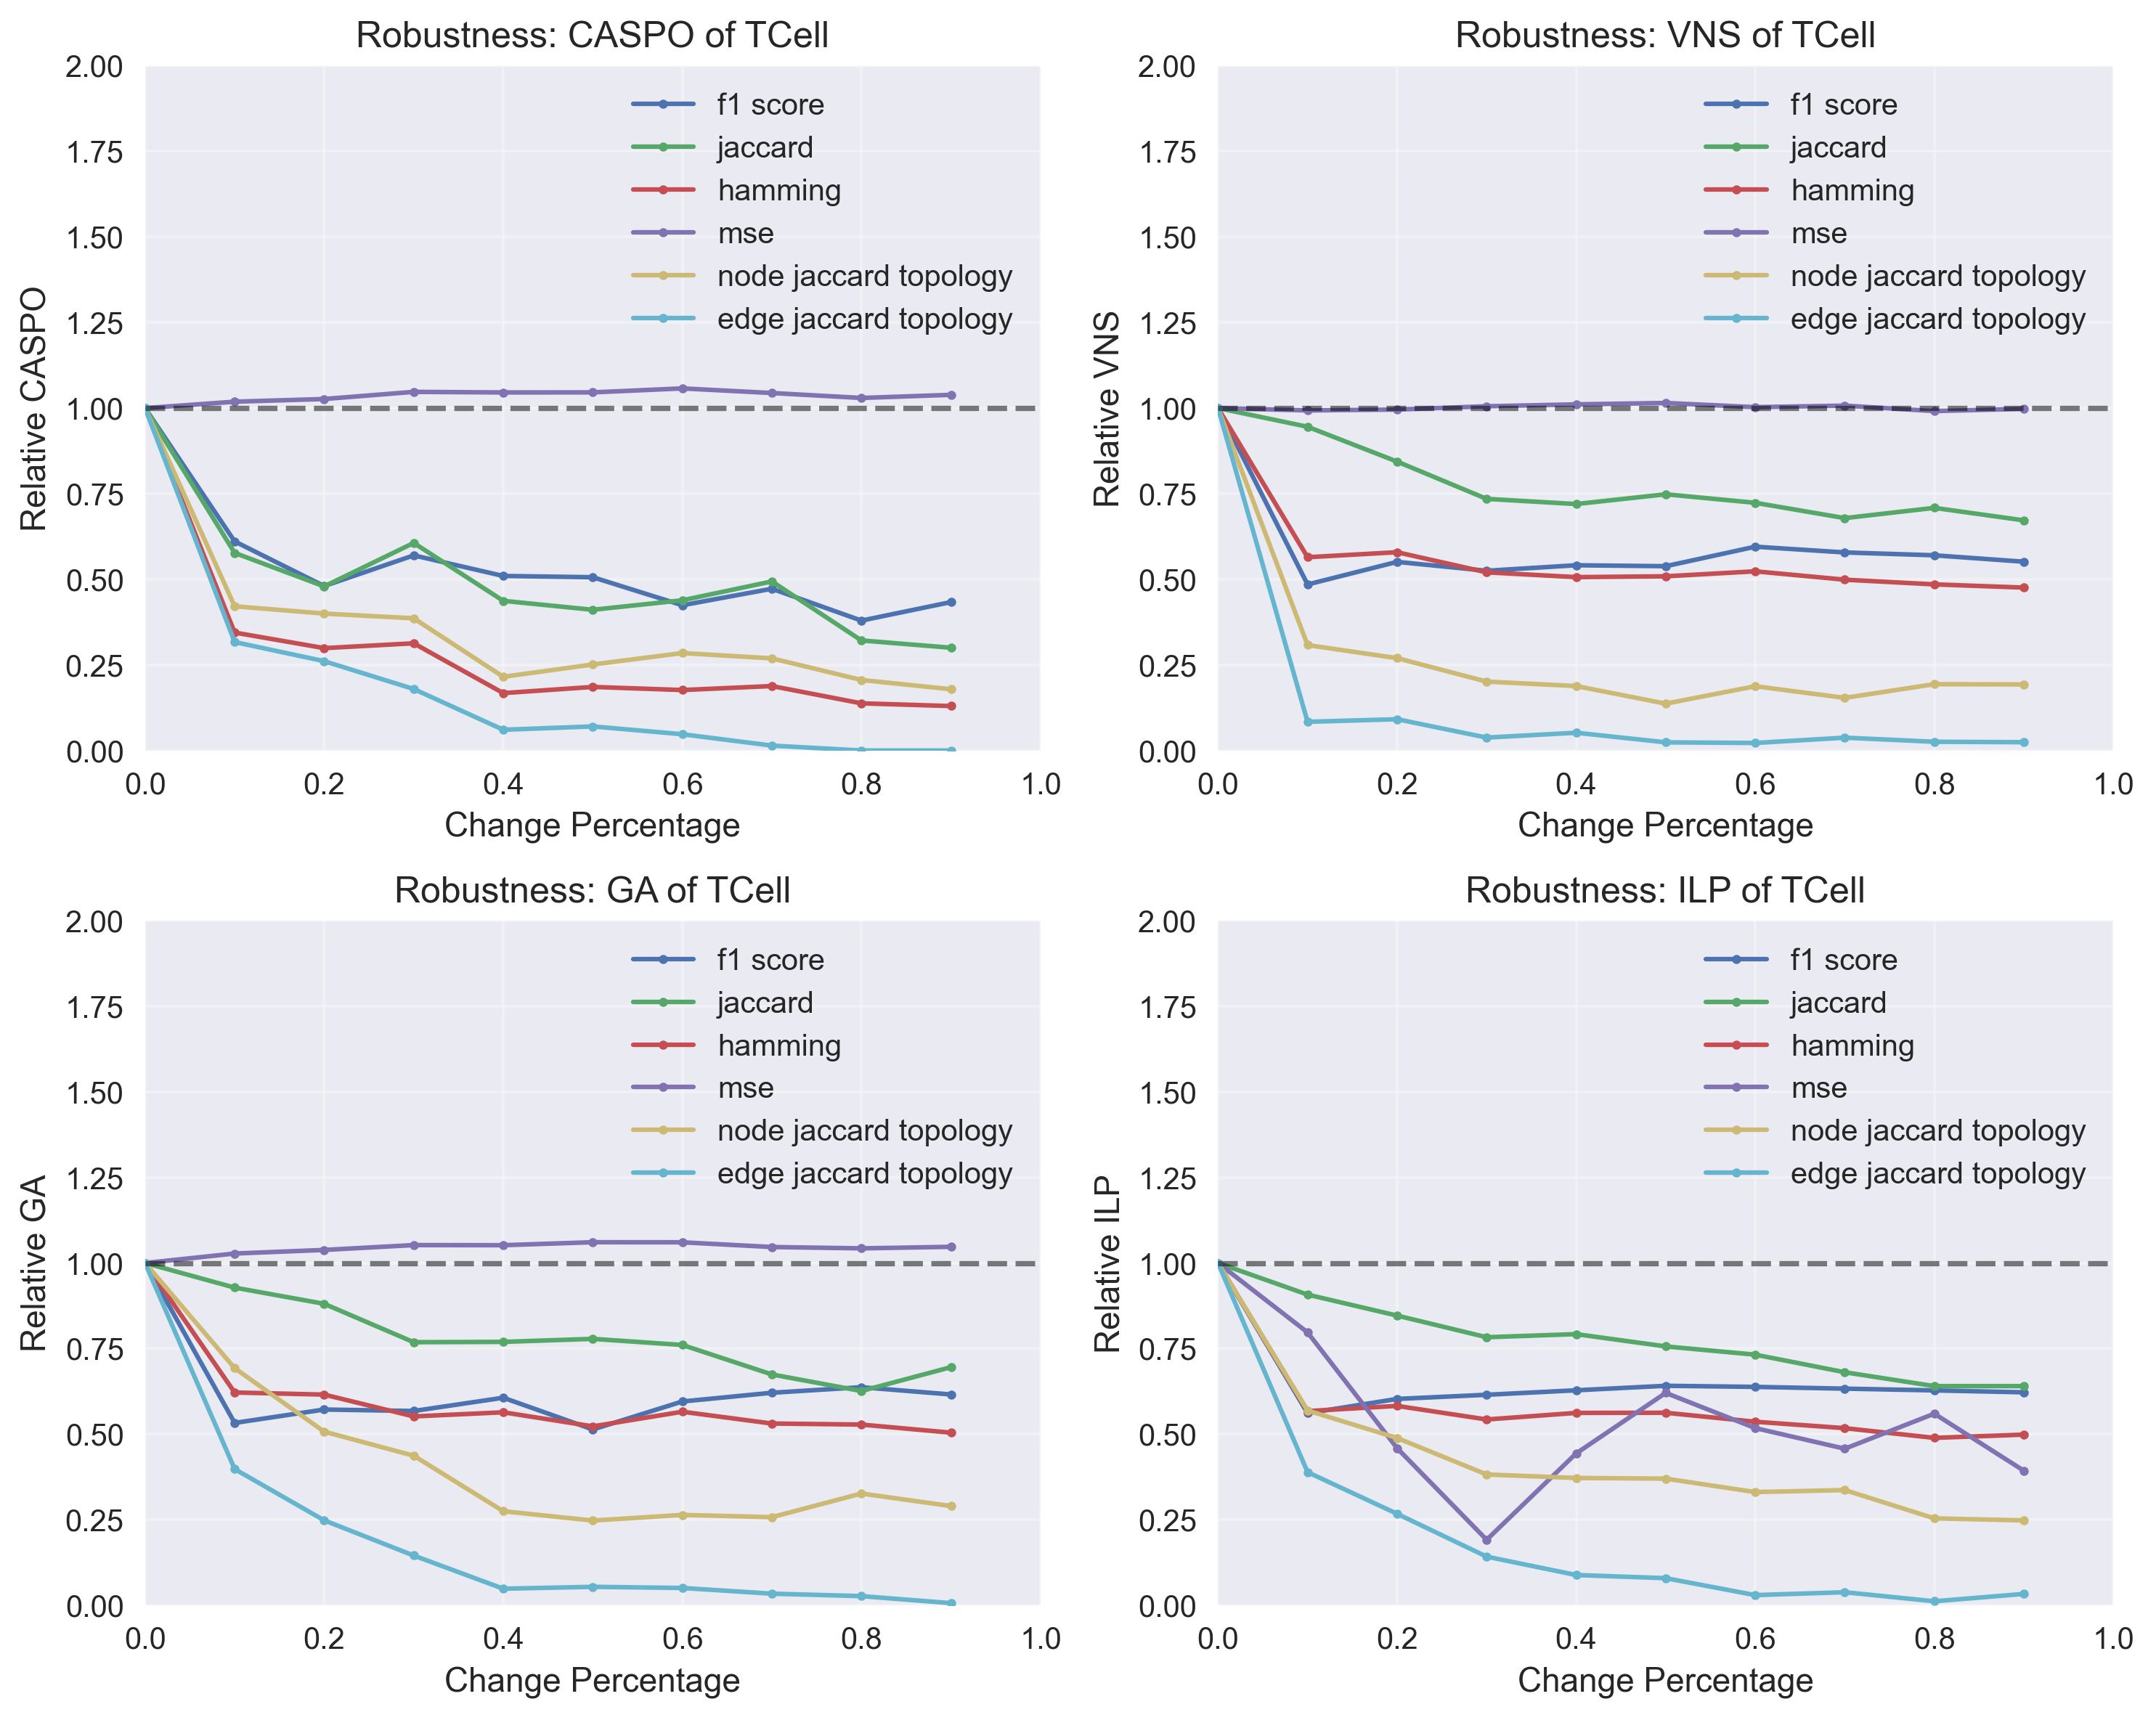 Robustness: CASPO of TCell
2.00
1.75
1.50
1.25
1.00
0.75
0.50
0.25
0.00
Relative CASPO
f1 score
jaccard
hamming
mse
node jaccard topology
edge jaccard topology
0.0 0.2 0.4 0.6 0.8 1.0
Change Percentage
Robustness: VNS of TCell
2.00
1.75
1.50
1.25
1.00
0.75
0.50
0.25
0.00
Relative VNS
f1 score
jaccard
hamming
mse
node jaccard topology
edge jaccard topology
0.0 0.2 0.4 0.6 0.8 1.0
Change Percentage
Robustness: GA of TCell
2.00
1.75
1.50
1.25
1.00
0.75
0.50
0.25
0.00
Relative GA
f1 score
jaccard
hamming
mse
node jaccard topology
edge jaccard topology
0.0 0.2 0.4 0.6 0.8 1.0
Change Percentage
Robustness: ILP of TCell
2.00
1.75
1.50
1.25
1.00
0.75
0.50
0.25
0.00
Relative ILP
f1 score
jaccard
hamming
mse
node jaccard topology
edge jaccard topology
0.0 0.2 0.4 0.6 0.8 1.0
Change Percentage